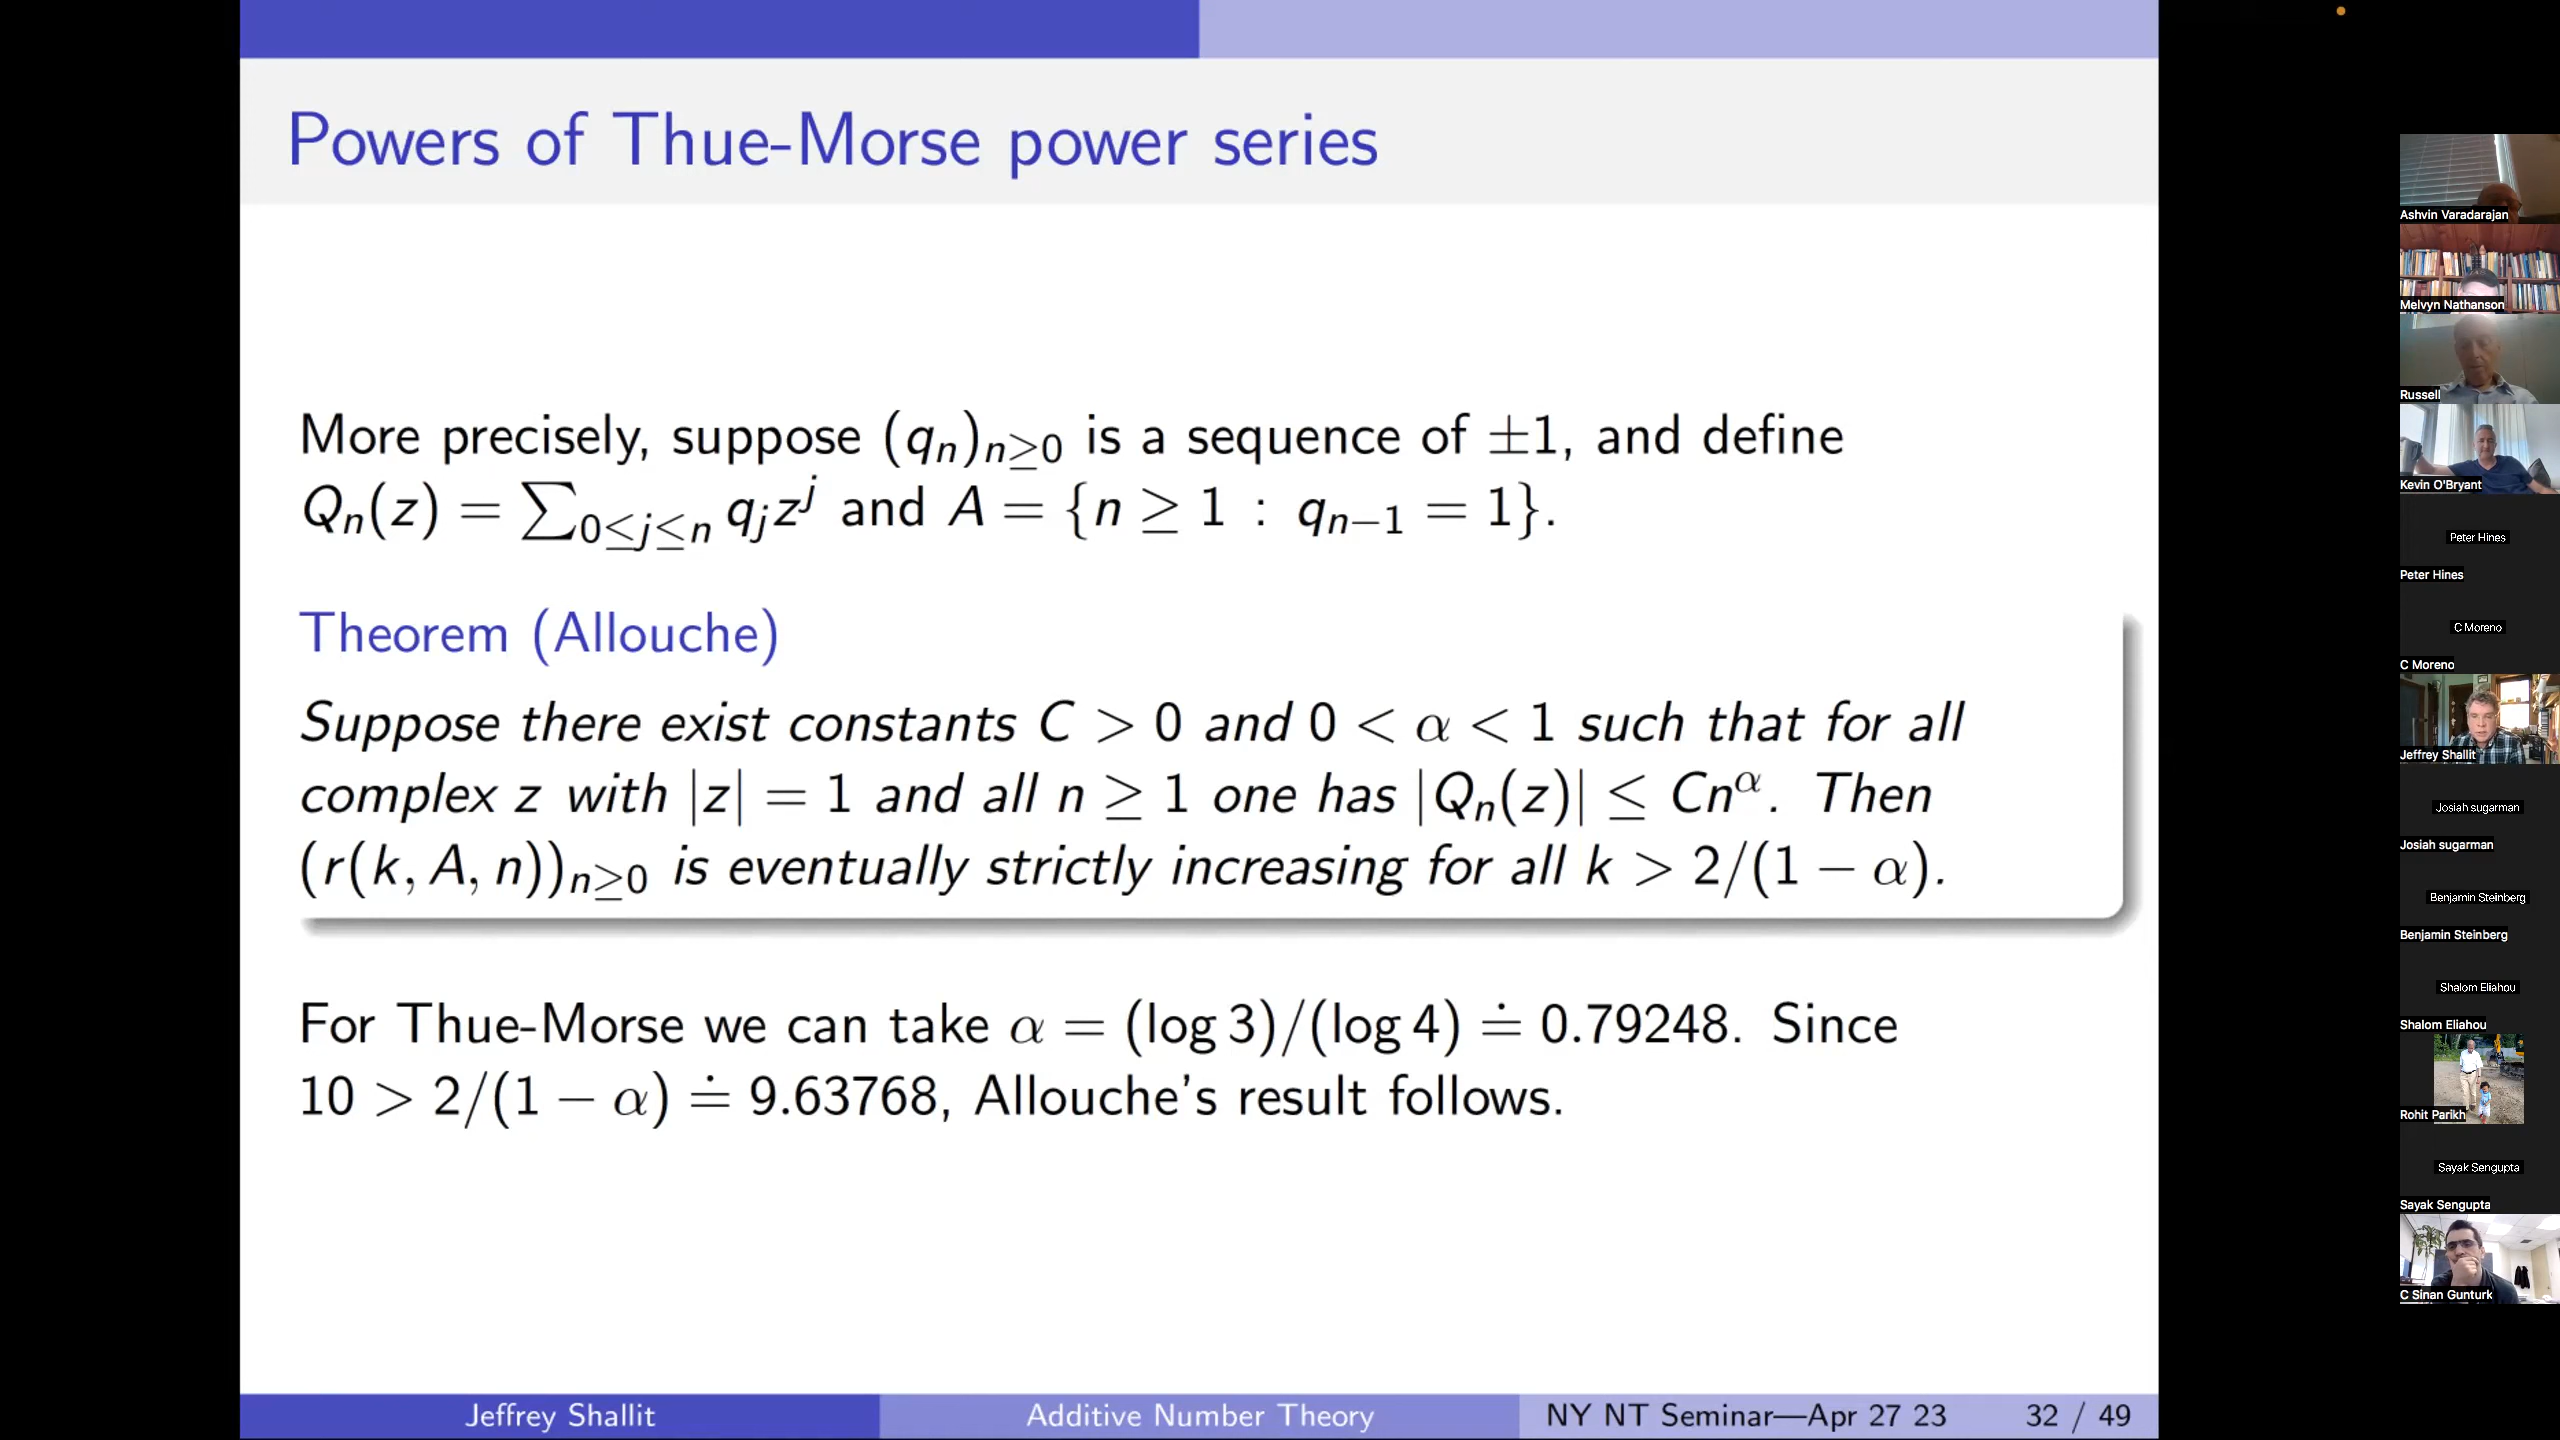 Powers of Thue-Morse power series
More precisely, suppose (qₙ)ₙ≥₀ is a sequence of ±1, and define
Qₙ(z) = ∑₀≤ⱼ≤ₙ qⱼzʲ and A = {n ≥ 1 : qₙ₋₁ = 1}.
Theorem (Allouche)
Suppose there exist constants C > 0 and 0 < α < 1 such that for all
complex z with |z| = 1 and all n ≥ 1 one has |Qₙ(z)| ≤ Cn^α. Then
(r(k, A, n))ₙ≥₀ is eventually strictly increasing for all k > 2/(1 − α).
For Thue-Morse we can take α = (log 3)/(log 4) ≐ 0.79248. Since
10 > 2/(1 − α) ≐ 9.63768, Allouche's result follows.
Jeffrey Shallit
Additive Number Theory
NY NT Seminar—Apr 27 23
32 / 49
Ashvin Varadarajan
Melvyn Nathanson
Russell
Kevin O'Bryant
Peter Hines
Peter Hines
C Moreno
C Moreno
Jeffrey Shallit
Josiah sugarman
Josiah sugarman
Benjamin Steinberg
Benjamin Steinberg
Shalom Eliahou
Shalom Eliahou
Rohit Parikh
Sayak Sengupta
Sayak Sengupta
C Sinan Gunturk